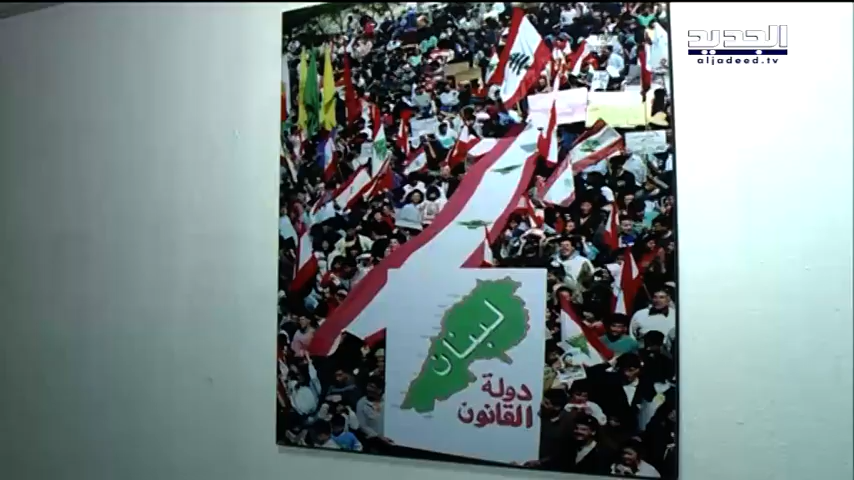 الجديد
aljadeed.tv
لبنان
دولة
القانون